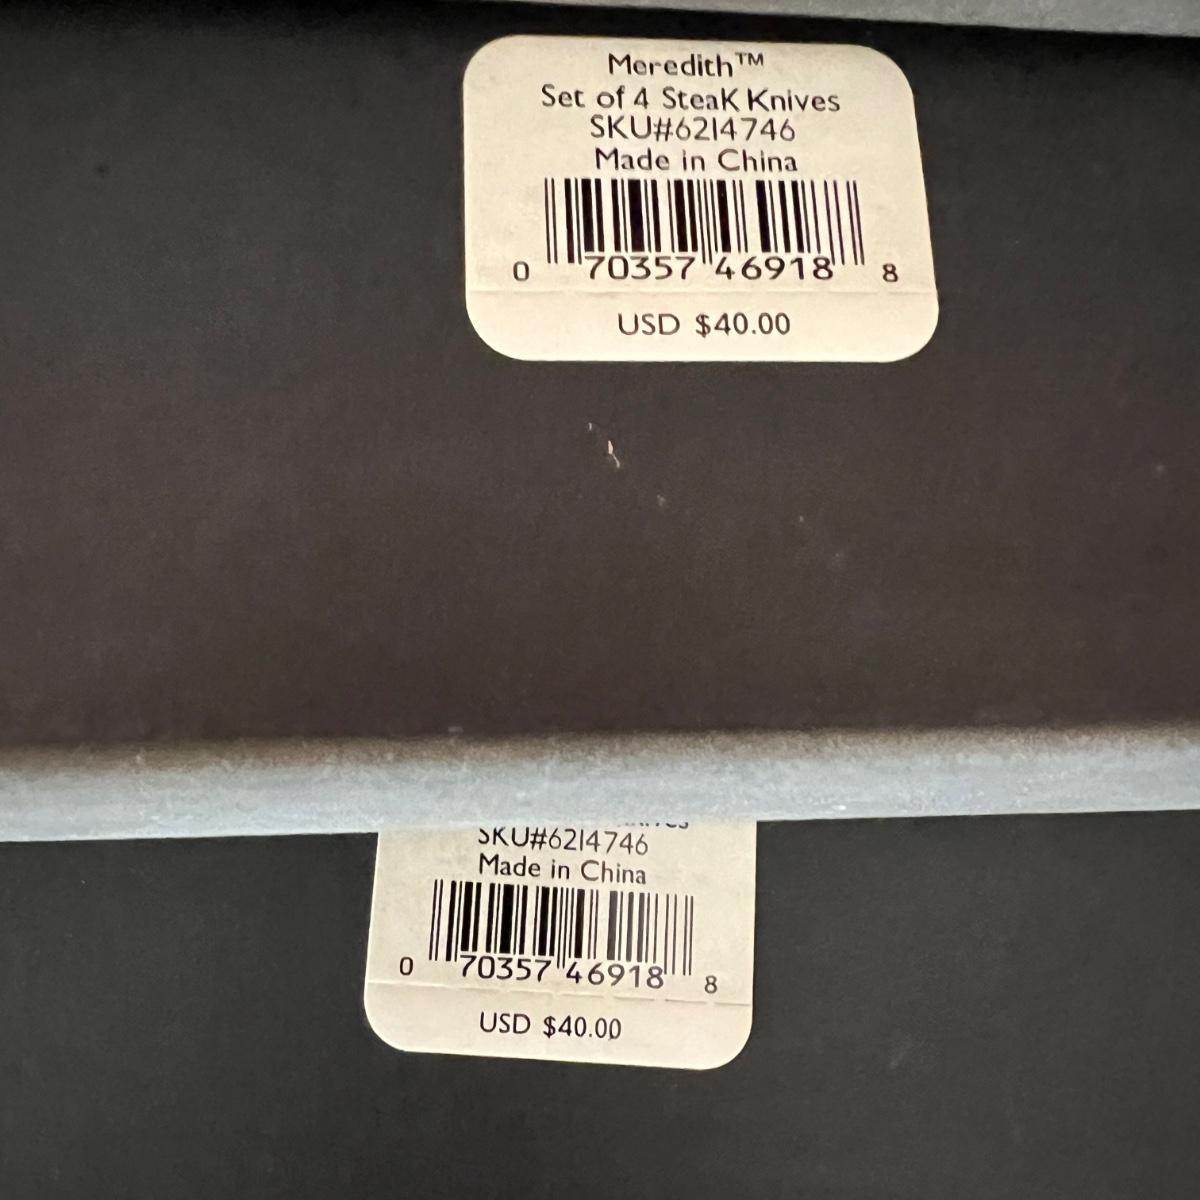 Meredith™
Set of 4 SteaK Knives
SKU#6214746
Made in China
0 70357 46918 8
USD $40.00
SKU#6214746
Made in China
0 70357 46918 8
USD $40.00